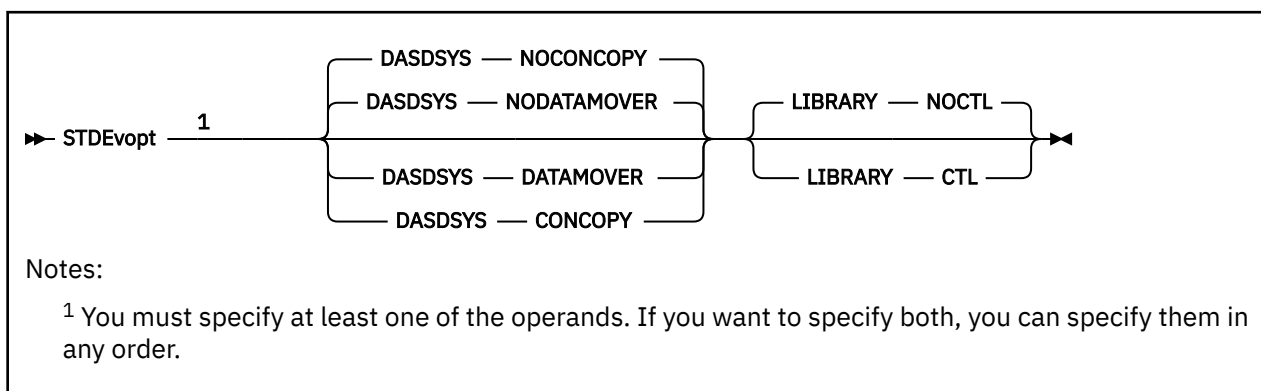 DASDSYS — NOCONCOPY
DASDSYS — NODATAMOVER
LIBRARY — NOCTL
STDEvopt 1
DASDSYS — DATAMOVER
LIBRARY — CTL
DASDSYS — CONCOPY
Notes:
1 You must specify at least one of the operands. If you want to specify both, you can specify them in
any order.